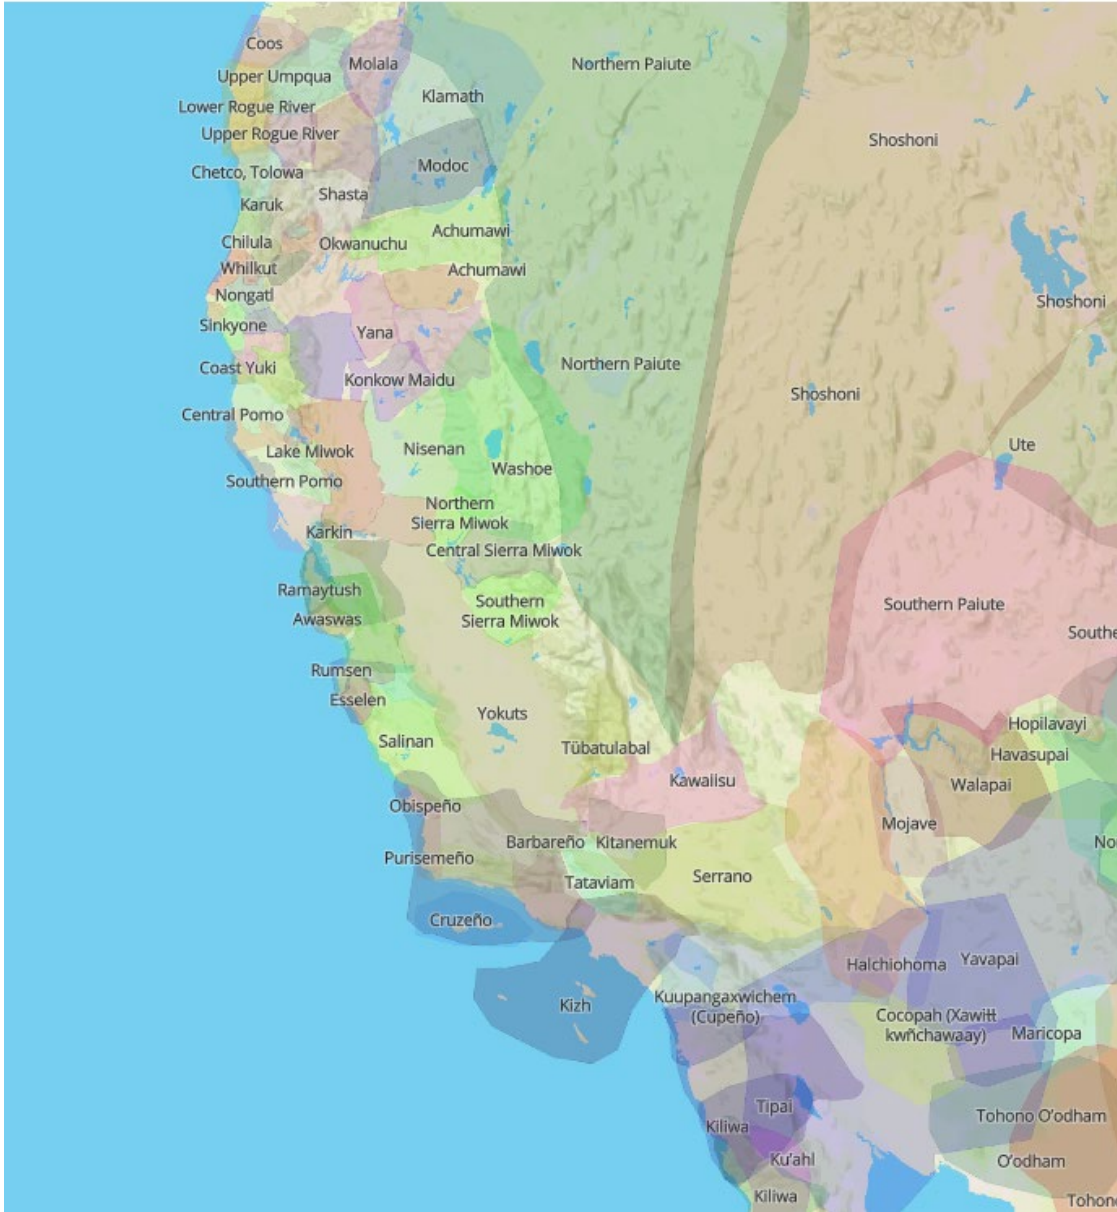 Coos
Molala
Northern Paiute
Upper Umpqua
Klamath
Lower Rogue River
Upper Rogue River
Shoshoni
Modoc
Chetco, Tolowa
Shasta
Karuk
Achumawi
Chilula
Okwanuchu
Whilkut
Achumawi
Nongatl
Shoshoni
Sinkyone
Yana
Coast Yuki
Northern Paiute
Konkow Maidu
Shoshoni
Central Pomo
Lake Miwok
Nisenan
Ute
Washoe
Southern Pomo
Northern
Sierra Miwok
Karkin
Central Sierra Miwok
Ramaytush
Southern
Sierra Miwok
Southern Paiute
Awaswas
Southe
Rumsen
Esselen
Yokuts
Hopilavayi
Salinan
Tübatulabal
Havasupai
Kawaiisu
Walapai
Obispeño
Mojave
Barbareño
Kitanemuk
No
Purisemeño
Tataviam
Serrano
Cruzeño
Halchiohoma
Yavapai
Kizh
Kuupangaxwichem
(Cupeño)
Cocopah (Xawiƚƚ
kwñchawaay)
Maricopa
Tipai
Tohono O’odham
Kiliwa
Ku’ahl
O’odham
Kiliwa
Tohon